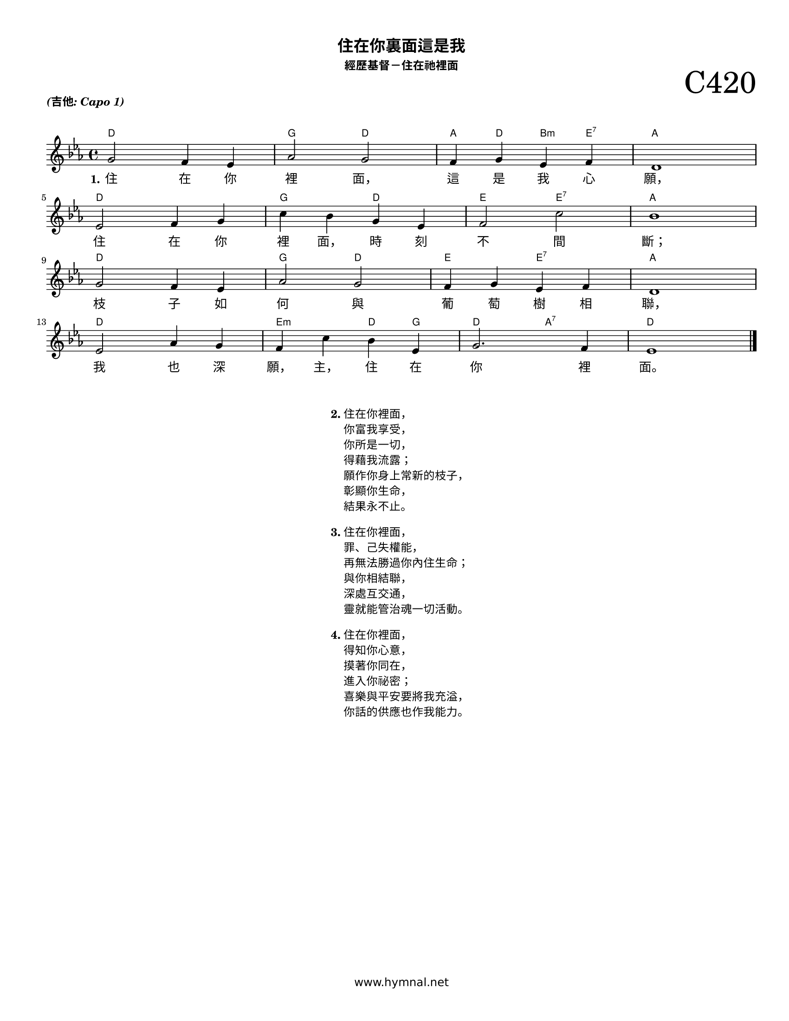 住在你裏面這是我
經歷基督－住在祂裡面
C420
(吉他: Capo 1)
D G D A D Bm E7 A
1. 住 在 你 裡 面， 這 是 我 心 願，
5 D G D E E7 A
住 在 你 裡 面， 時 刻 不 間 斷；
9 D G D E E7 A
枝 子 如 何 與 葡 萄 樹 相 聯，
13 D Em D G D A7 D
我 也 深 願， 主， 住 在 你 裡 面。
2. 住在你裡面，
你富我享受，
你所是一切，
得藉我流露；
願作你身上常新的枝子，
彰顯你生命，
結果永不止。
3. 住在你裡面，
罪、己失權能，
再無法勝過你內住生命；
與你相結聯，
深處互交通，
靈就能管治魂一切活動。
4. 住在你裡面，
得知你心意，
摸著你同在，
進入你祕密；
喜樂與平安要將我充溢，
你話的供應也作我能力。
www.hymnal.net